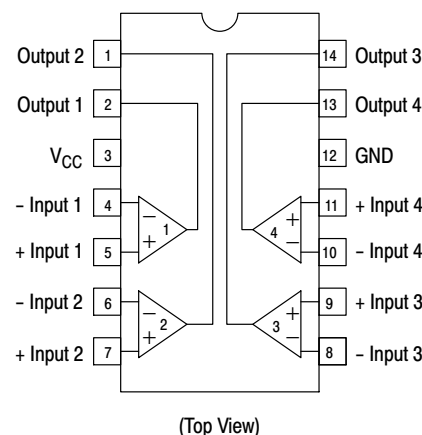 Output 2 1 14 Output 3
Output 1 2 13 Output 4
VCC 3 12 GND
– Input 1 4 – 1 + 4 11 + Input 4
+ Input 1 5 + – 10 – Input 4
– Input 2 6 – 2 + 3 9 + Input 3
+ Input 2 7 + – 8 – Input 3
(Top View)